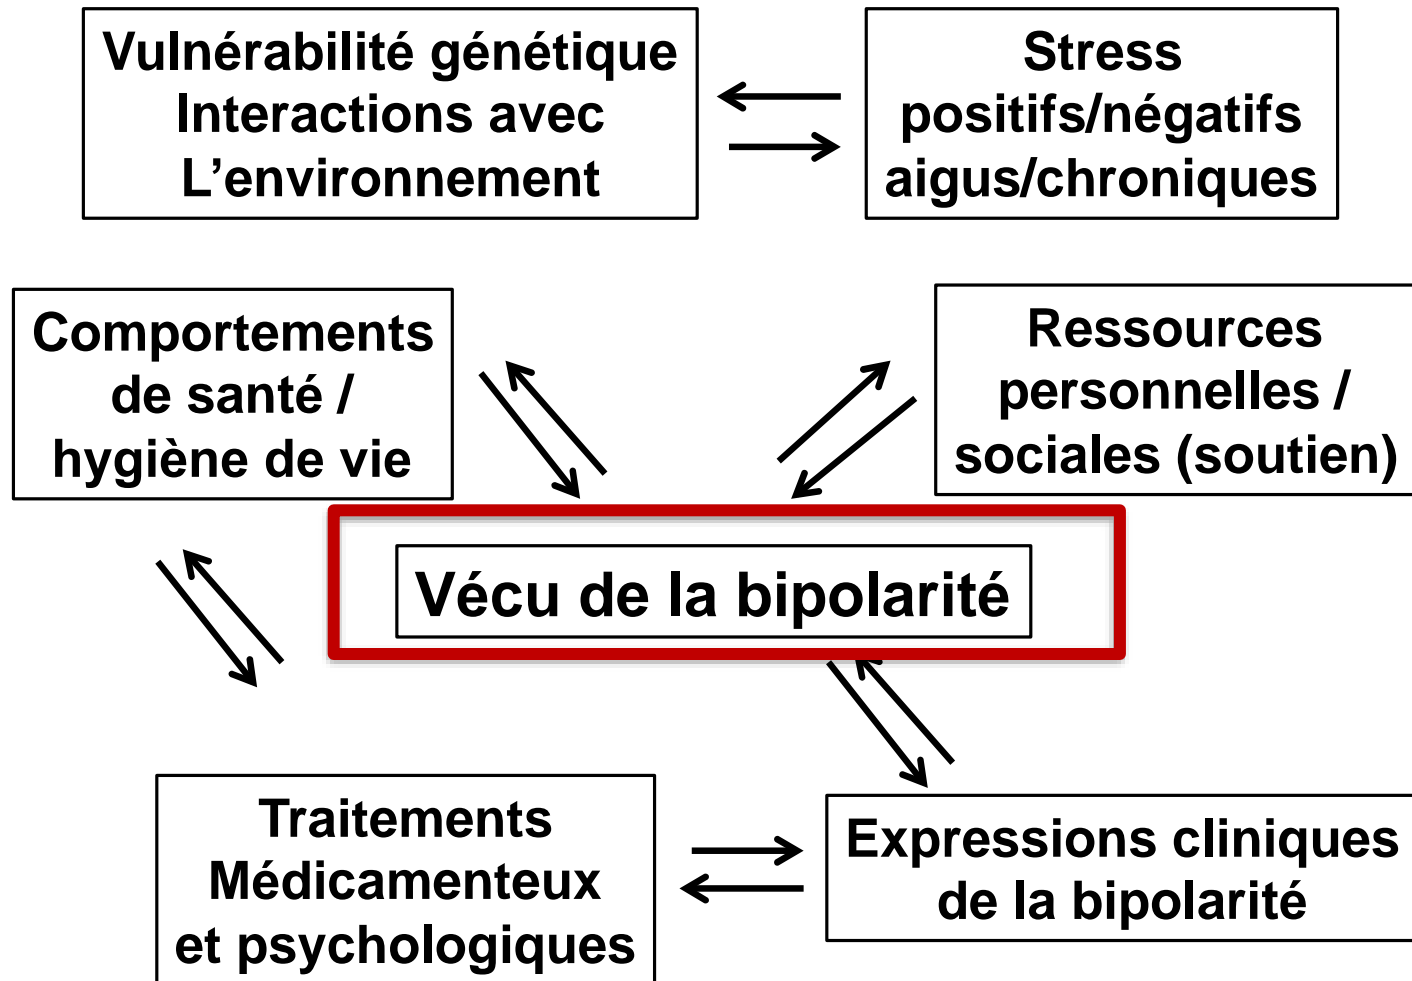 Vulnérabilité génétique
Interactions avec
L’environnement
Stress
positifs/négatifs
aigus/chroniques
Comportements
de santé /
hygiène de vie
Ressources
personnelles /
sociales (soutien)
Vécu de la bipolarité
Traitements
Médicamenteux
et psychologiques
Expressions cliniques
de la bipolarité